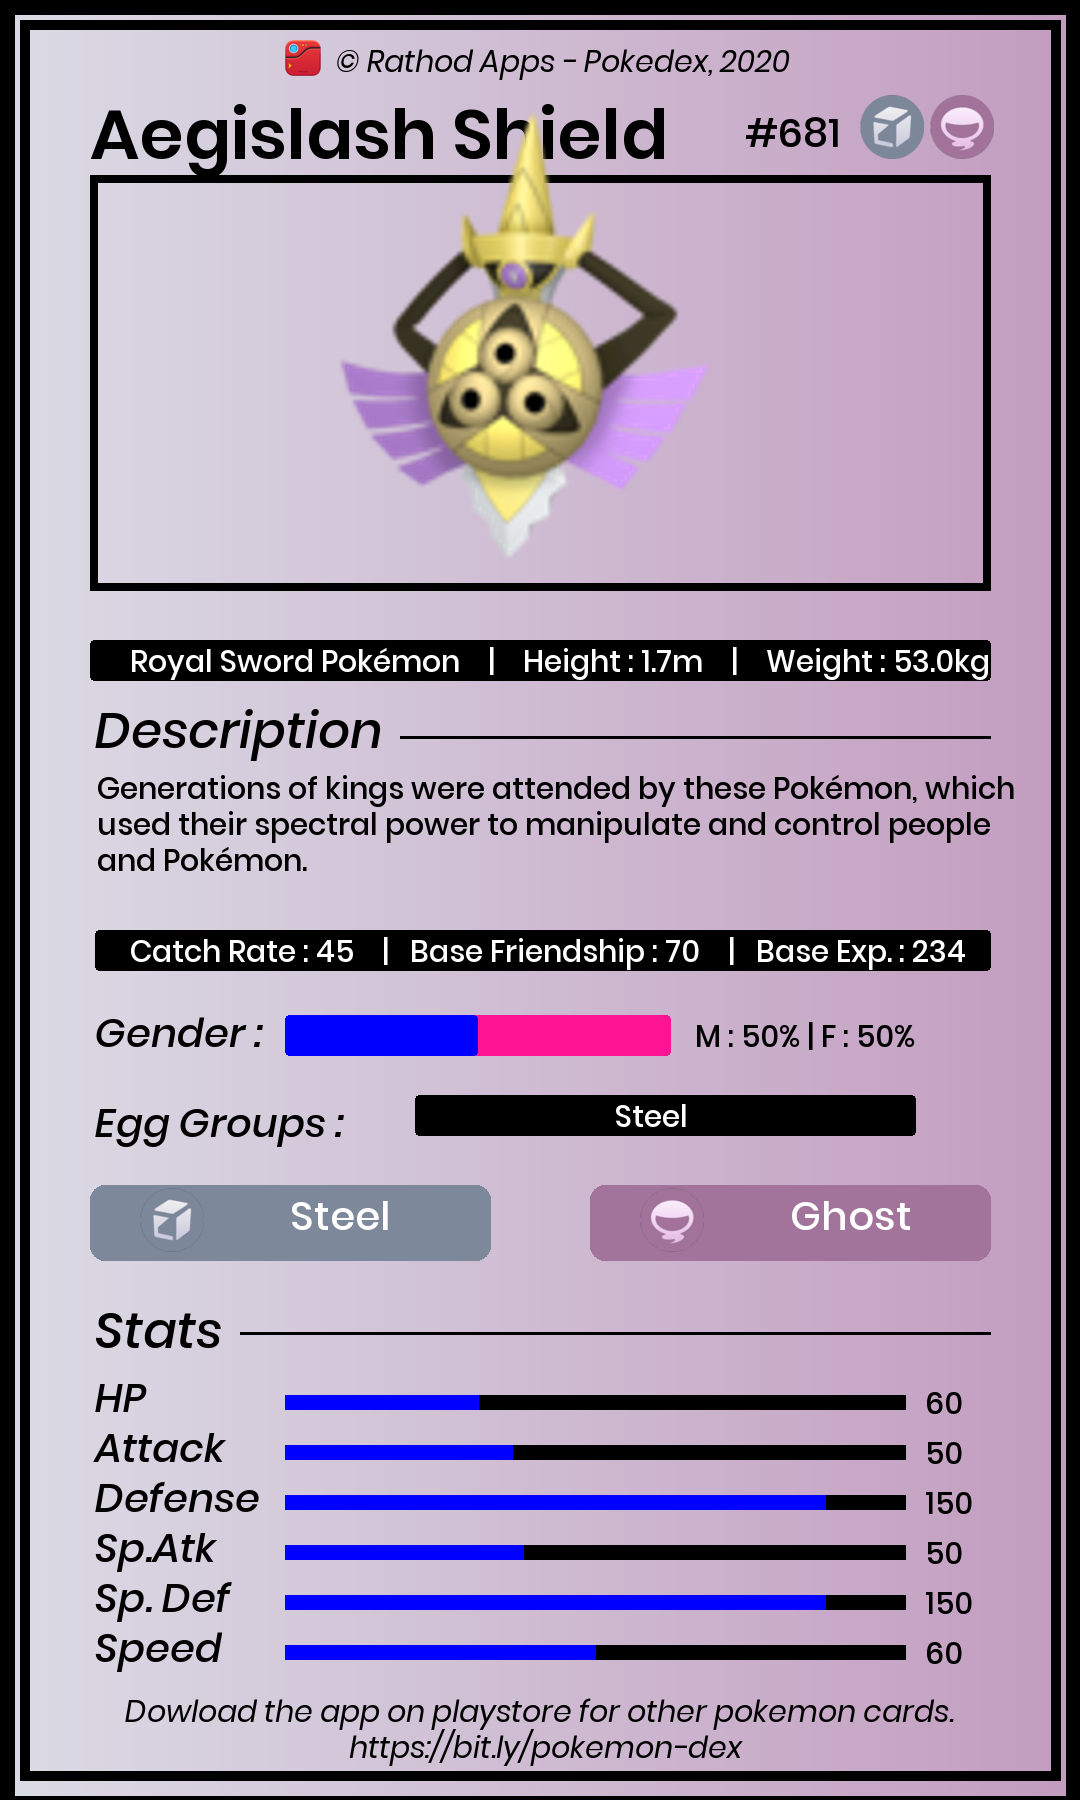 © Rathod Apps - Pokedex, 2020
Aegislash Shield #681
Royal Sword Pokémon | Height : 1.7m | Weight : 53.0kg
Description
Generations of kings were attended by these Pokémon, which
used their spectral power to manipulate and control people
and Pokémon.
Catch Rate : 45 | Base Friendship : 70 | Base Exp. : 234
Gender : M : 50% | F : 50%
Egg Groups : Steel
Steel Ghost
Stats
HP 60
Attack 50
Defense 150
Sp.Atk 50
Sp. Def 150
Speed 60
Dowload the app on playstore for other pokemon cards.
https://bit.ly/pokemon-dex